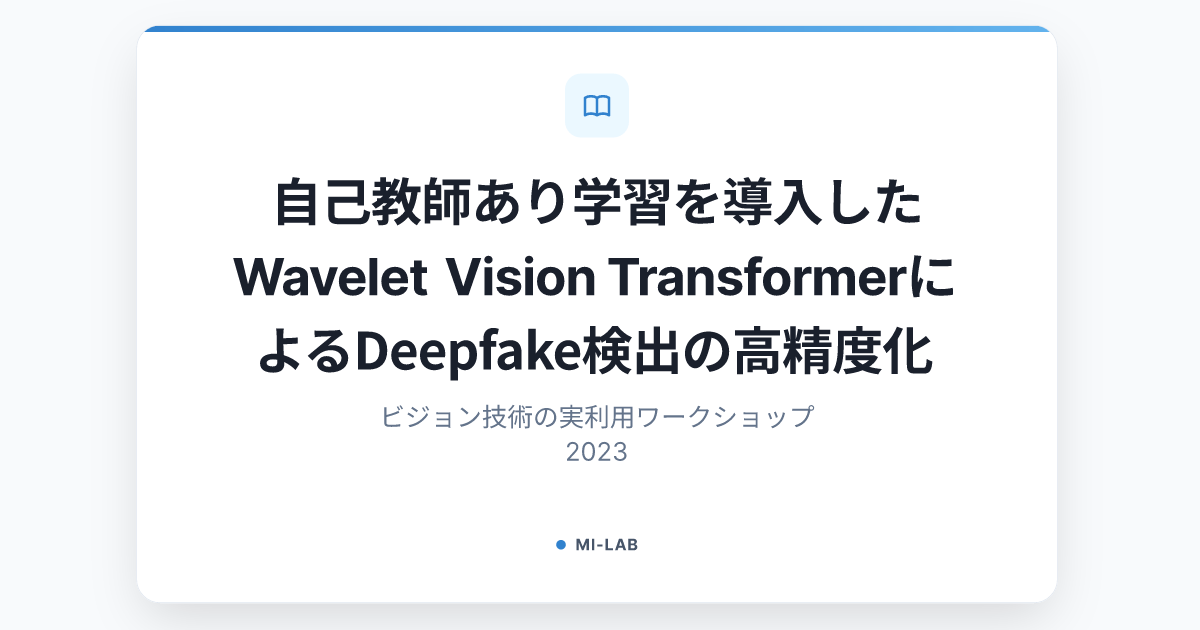 自己教師あり学習を導入した
Wavelet Vision Transformerに
よるDeepfake検出の高精度化
ビジョン技術の実利用ワークショップ
2023
MI-LAB